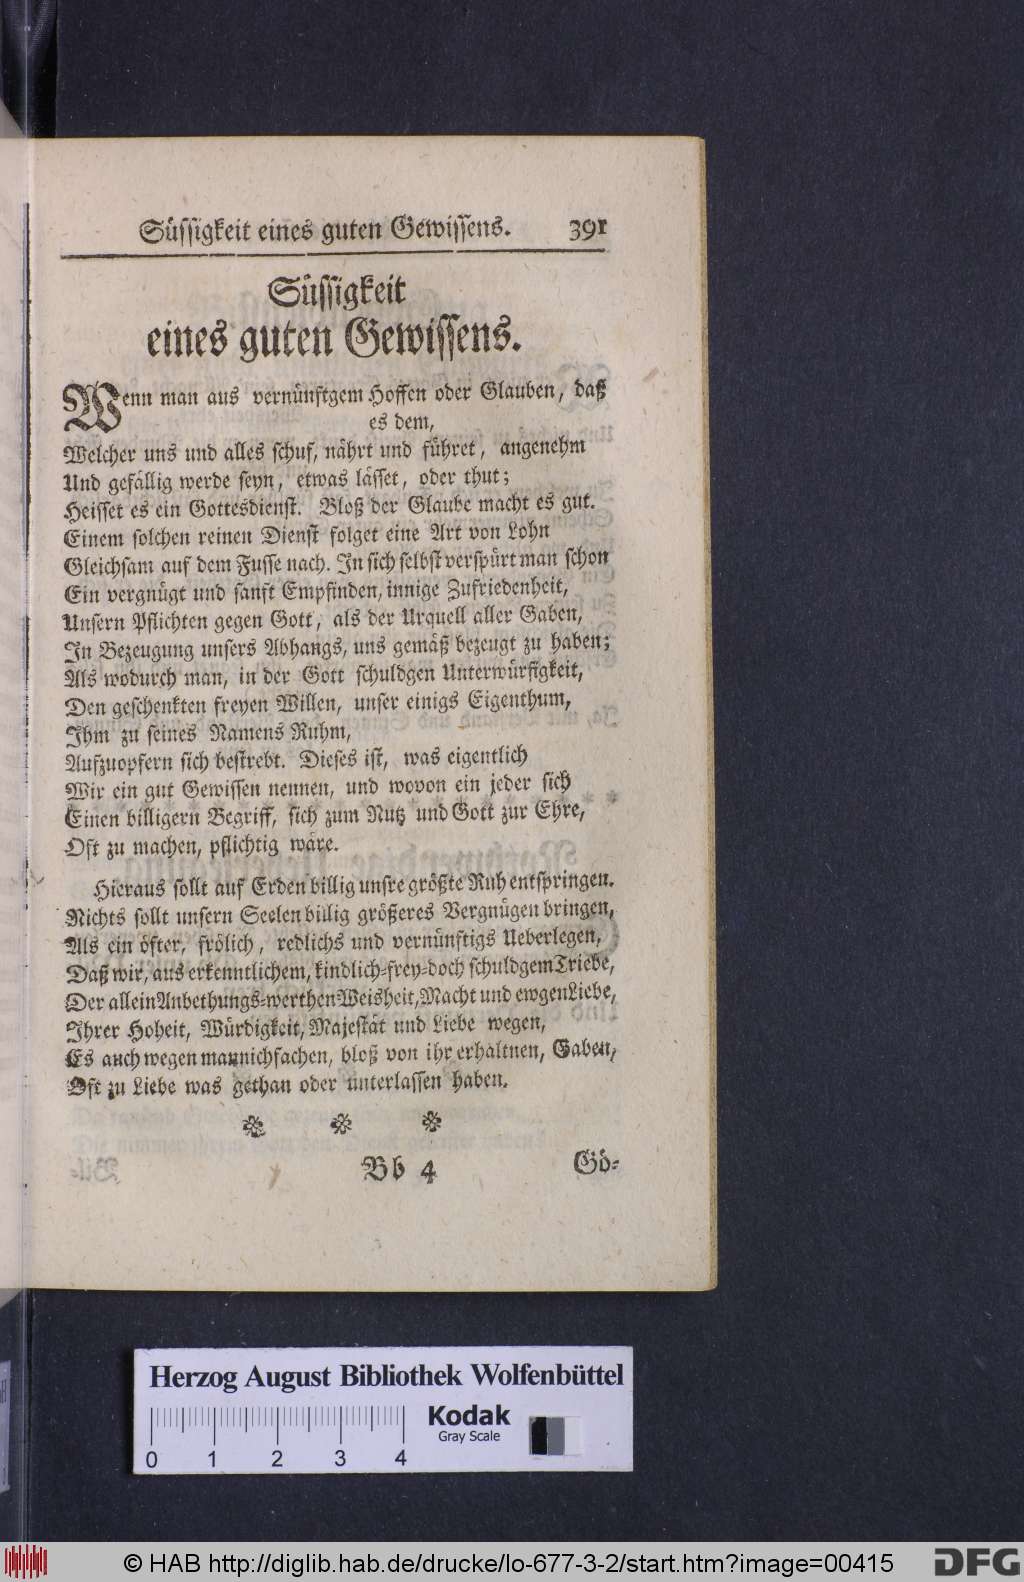 Süssigkeit eines guten Gewissens. 391
Süssigkeit
eines guten Gewissens.
Wenn man aus vernünftgem Hoffen oder Glauben, daß
es dem,
Welcher uns und alles schuf, nährt und führet, angenehm
Und gefällig werde seyn, etwas lässet, oder thut;
Heisset es ein Gottesdienst. Bloß der Glaube macht es gut.
Einem solchen reinen Dienst folget eine Art von Lohn
Gleichsam auf dem Fusse nach. In sich selbst verspürt man schon
Ein vergnügt und sanft Empfinden, innige Zufriedenheit,
Unsern Pflichten gegen Gott, als der Urquell aller Gaben,
In Bezeugung unsers Abhangs, uns gemäß bezeugt zu haben;
Als wodurch man, in der Gott schuldgen Unterwürfigkeit,
Den geschenkten freyen Willen, unser einigs Eigenthum,
Ihm zu seines Namens Ruhm,
Aufzuopfern sich bestrebt. Dieses ist, was eigentlich
Wir ein gut Gewissen nennen, und wovon ein jeder sich
Einen billigern Begriff, sich zum Nutz und Gott zur Ehre,
Oft zu machen, pflichtig wäre.
Hieraus sollt auf Erden billig unsre größte Ruh entspringen.
Nichts sollt unsern Seelen billig größeres Vergnügen bringen,
Als ein öfter, frölich, redlichs und vernünftigs Ueberlegen,
Daß wir, aus erkenntlichem, kindlich-frey-doch schuldgem Triebe,
Der allein Anbethungs-werthen Weisheit, Macht und ewgen Liebe,
Ihrer Hoheit, Würdigkeit, Majestät und Liebe wegen,
Es auch wegen mannichfachen, bloß von ihr erhaltnen, Gaben,
Oft zu Liebe was gethan oder unterlassen haben.
* * *
Bb 4 Gö-
Herzog August Bibliothek Wolfenbüttel
Kodak
Gray Scale
0 1 2 3 4
© HAB http://diglib.hab.de/drucke/lo-677-3-2/start.htm?image=00415 DFG